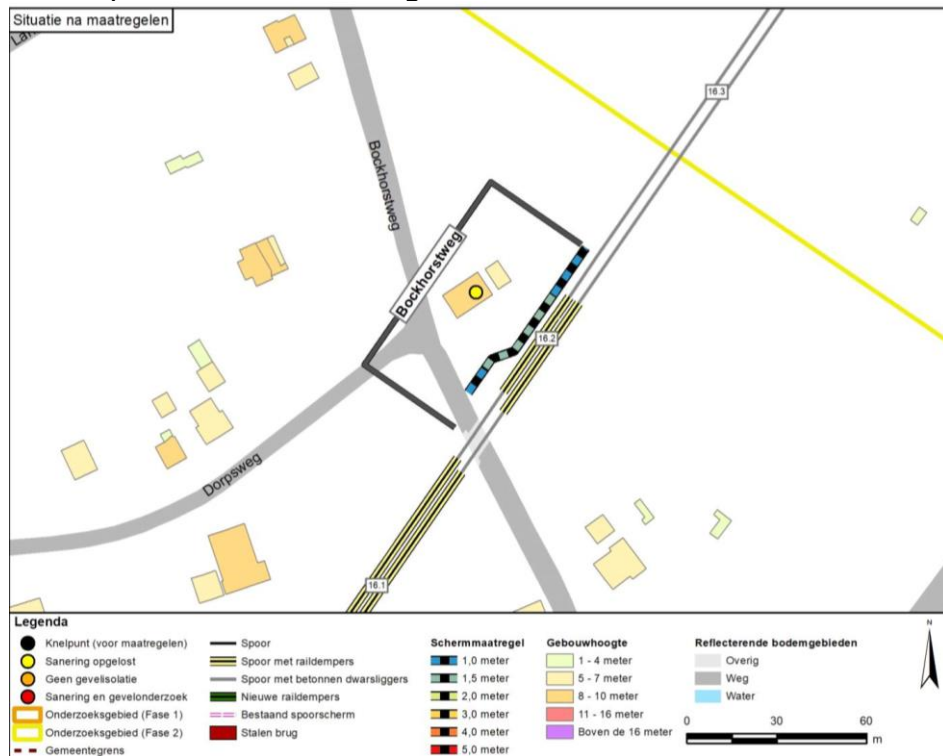 Situatie na maatregelen
Bockhorstweg
16.3
Bockhorstweg
16.2
Dorpsweg
16.1
Legenda
Knelpunt (voor maatregelen)
Sanering opgelost
Geen gevelisolatie
Sanering en gevelonderzoek
Onderzoeksgebied (Fase 1)
Onderzoeksgebied (Fase 2)
Gemeentegrens
Spoor
Spoor met raildempers
Spoor met betonnen dwarsliggers
Nieuwe raildempers
Bestaand spoorscherm
Stalen brug
Schermmaatregel
1,0 meter
1,5 meter
2,0 meter
3,0 meter
4,0 meter
5,0 meter
Gebouwhoogte
1 - 4 meter
5 - 7 meter
8 - 10 meter
11 - 16 meter
Boven de 16 meter
Reflecterende bodemgebieden
Overig
Weg
Water
N
0 30 60
m